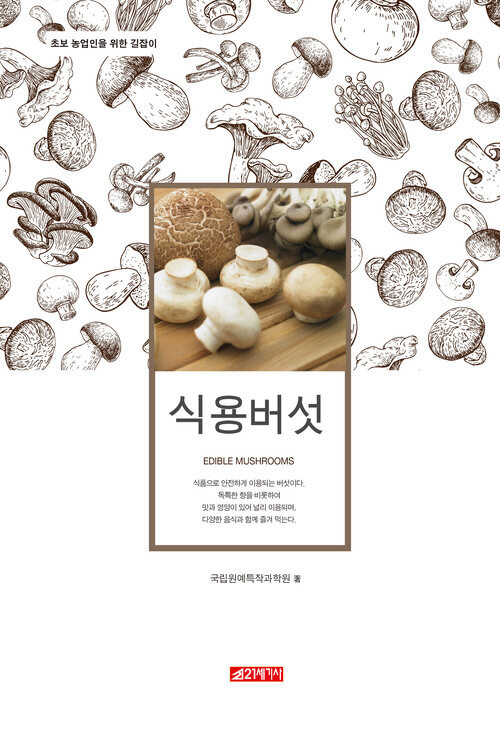 초보 농업인을 위한 길잡이
식용버섯
EDIBLE MUSHROOMS
식품으로 안전하게 이용되는 버섯이다.
독특한 향을 비롯하여
맛과 영양이 있어 널리 이용되며,
다양한 음식과 함께 즐겨 먹는다.
국립원예특작과학원 著
21세기사